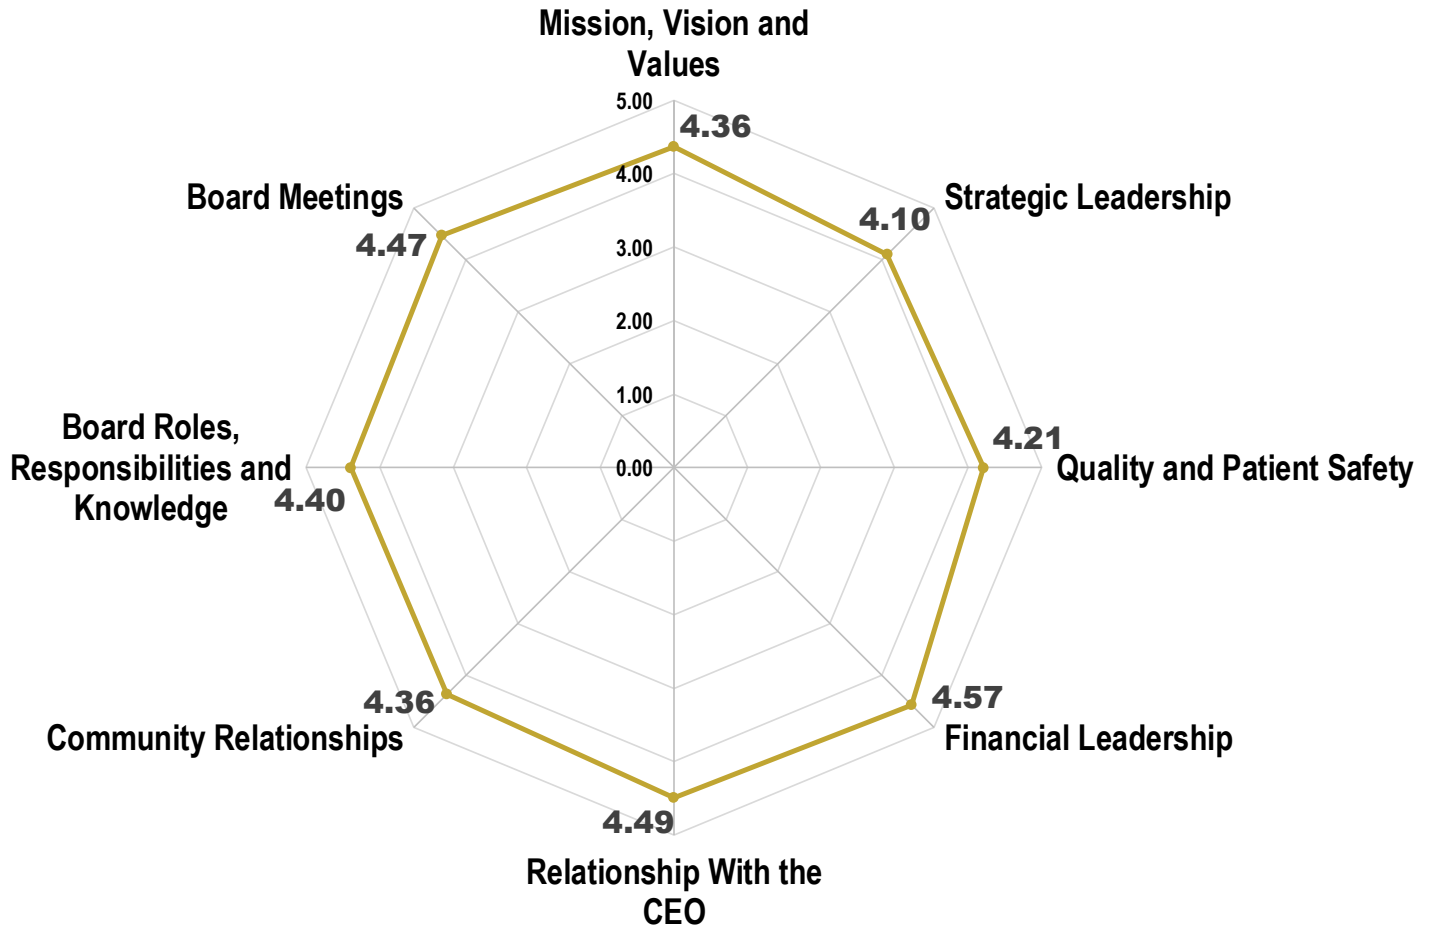 Mission, Vision and
Values
5.00
4.36
4.00
Board Meetings
Strategic Leadership
4.10
4.47
3.00
2.00
1.00
Board Roles,
Responsibilities and
Knowledge
4.40
0.00
4.21
Quality and Patient Safety
4.36
Community Relationships
4.57
Financial Leadership
4.49
Relationship With the
CEO